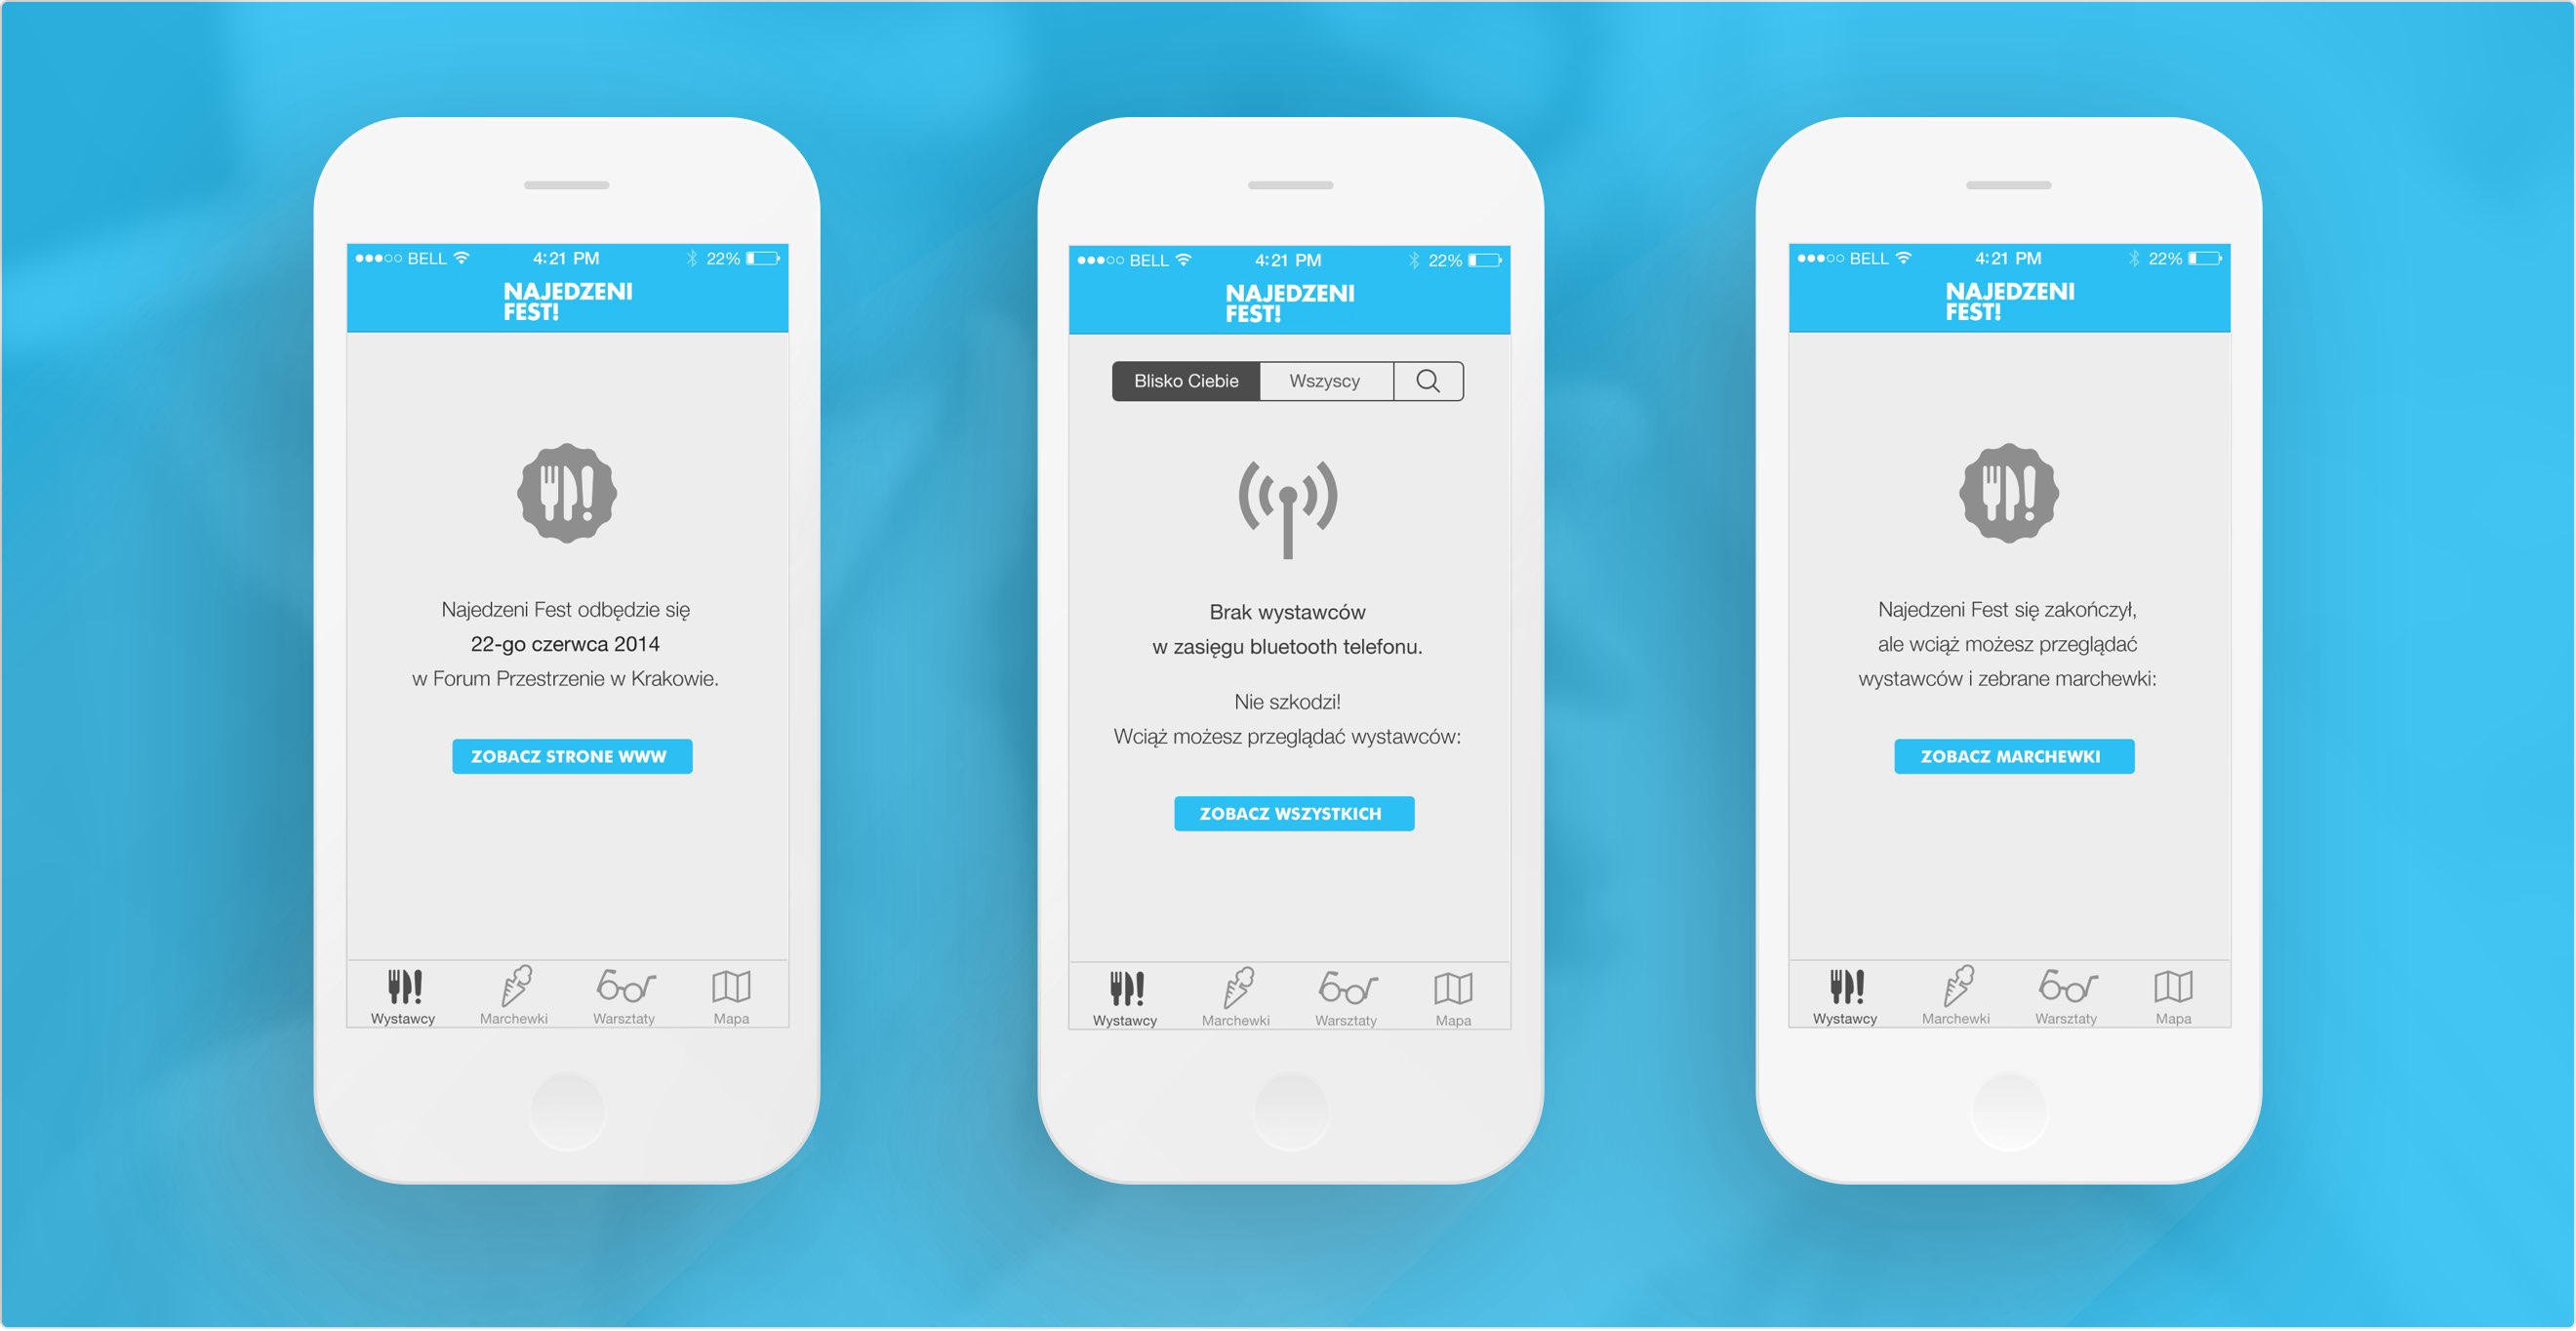 BELL 4:21 PM 22%
NAJEDZENI
FEST!
Najedzeni Fest odbędzie się
22-go czerwca 2014
w Forum Przestrzenie w Krakowie.
ZOBACZ STRONE WWW
Wystawcy Marchewki Warsztaty Mapa
BELL 4:21 PM 22%
NAJEDZENI
FEST!
Blisko Ciebie Wszyscy
Brak wystawców
w zasięgu bluetooth telefonu.
Nie szkodzi!
Wciąż możesz przeglądać wystawców:
ZOBACZ WSZYSTKICH
Wystawcy Marchewki Warsztaty Mapa
BELL 4:21 PM 22%
NAJEDZENI
FEST!
Najedzeni Fest się zakończył,
ale wciąż możesz przeglądać
wystawców i zebrane marchewki:
ZOBACZ MARCHEWKI
Wystawcy Marchewki Warsztaty Mapa